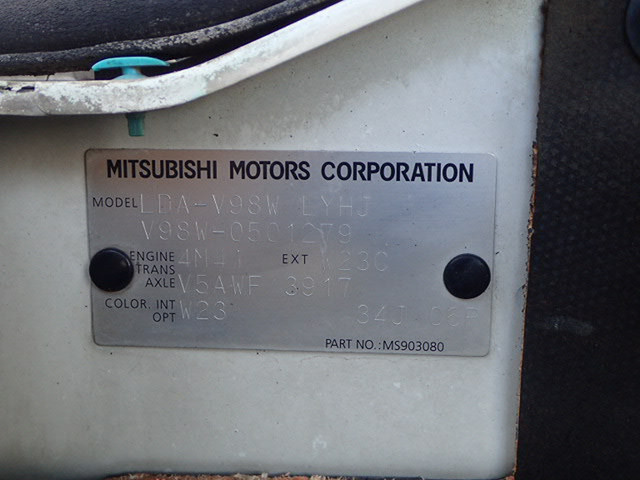 MITSUBISHI MOTORS CORPORATION
MODEL LDA-V98W LYHJ
V98W-0501279
ENGINE 4M41 EXT W23C
TRANS AXLE V5AWF 3917
COLOR. INT OPT W23 34J
PART NO.: MS903080